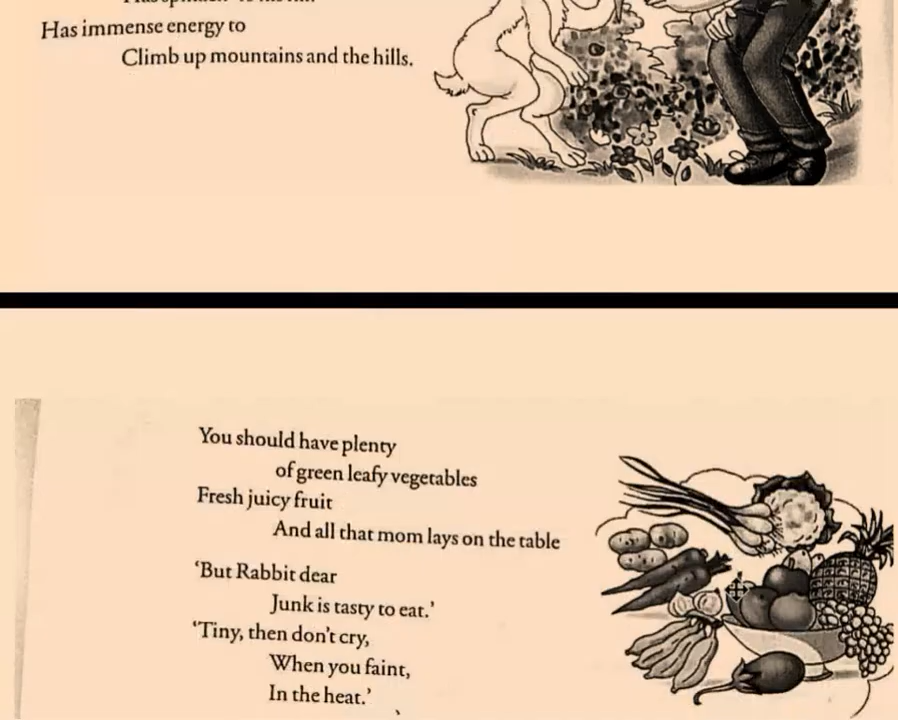 Has immense energy to
Climb up mountains and the hills.
You should have plenty
of green leafy vegetables
Fresh juicy fruit
And all that mom lays on the table
‘But Rabbit dear
Junk is tasty to eat.’
‘Tiny, then don’t cry,
When you faint,
In the heat.’